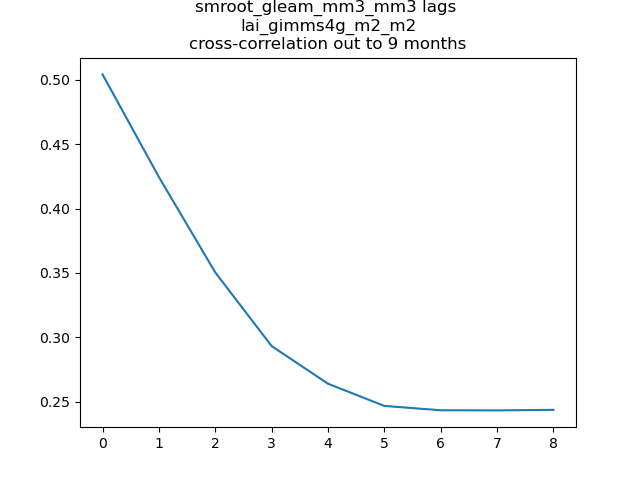 smroot_gleam_mm3_mm3 lags
lai_gimms4g_m2_m2
cross-correlation out to 9 months
0.50
0.45
0.40
0.35
0.30
0.25
0 1 2 3 4 5 6 7 8